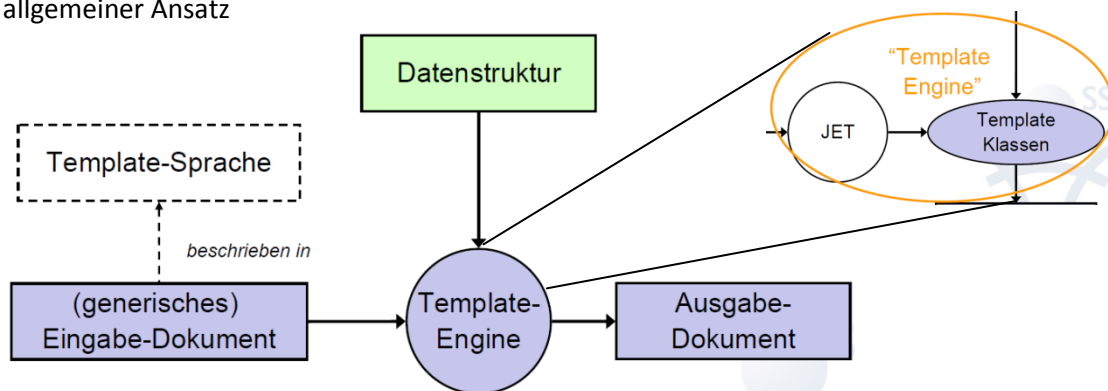 allgemeiner Ansatz
Datenstruktur
“Template
Engine”
JET
Template
Klassen
Template-Sprache
beschrieben in
(generisches)
Eingabe-Dokument
Template-
Engine
Ausgabe-
Dokument
SS